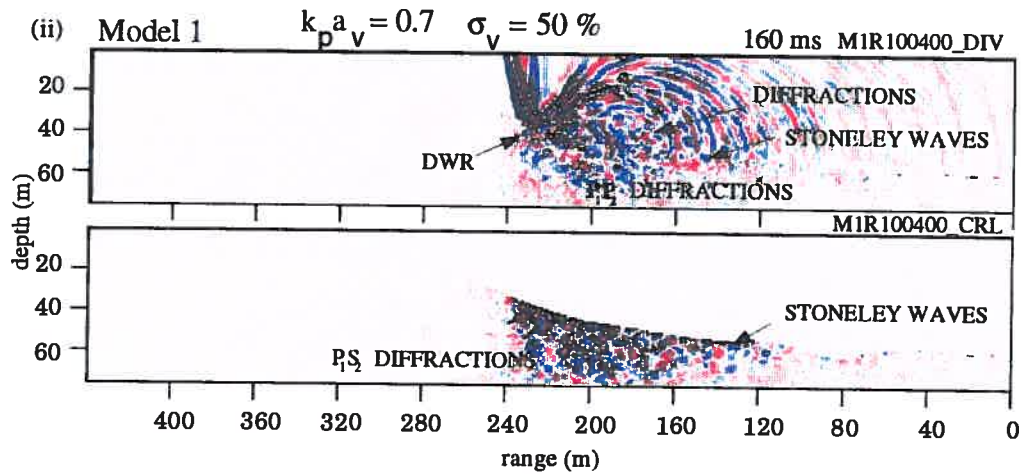 (ii) Model 1 kₚaᵥ = 0.7 σᵥ = 50 % 160 ms M1R100400_DIV
20
40
60
DIFFRACTIONS
STONELEY WAVES
DWR
P₁P₂ DIFFRACTIONS
M1R100400_CRL
depth (m)
20
40
60
STONELEY WAVES
P₁S₂ DIFFRACTIONS
400 360 320 280 240 200 160 120 80 40 0
range (m)